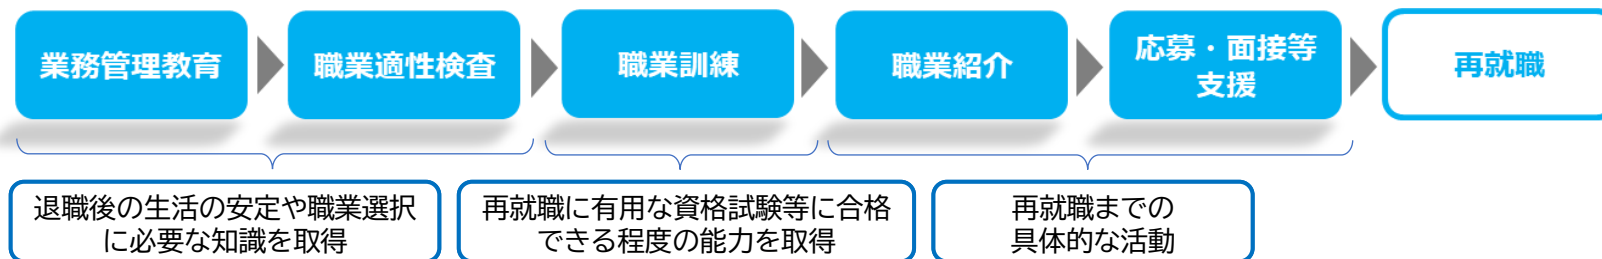 業務管理教育
職業適性検査
職業訓練
職業紹介
応募・面接等
支援
再就職
退職後の生活の安定や職業選択
に必要な知識を取得
再就職に有用な資格試験等に合格
できる程度の能力を取得
再就職までの
具体的な活動